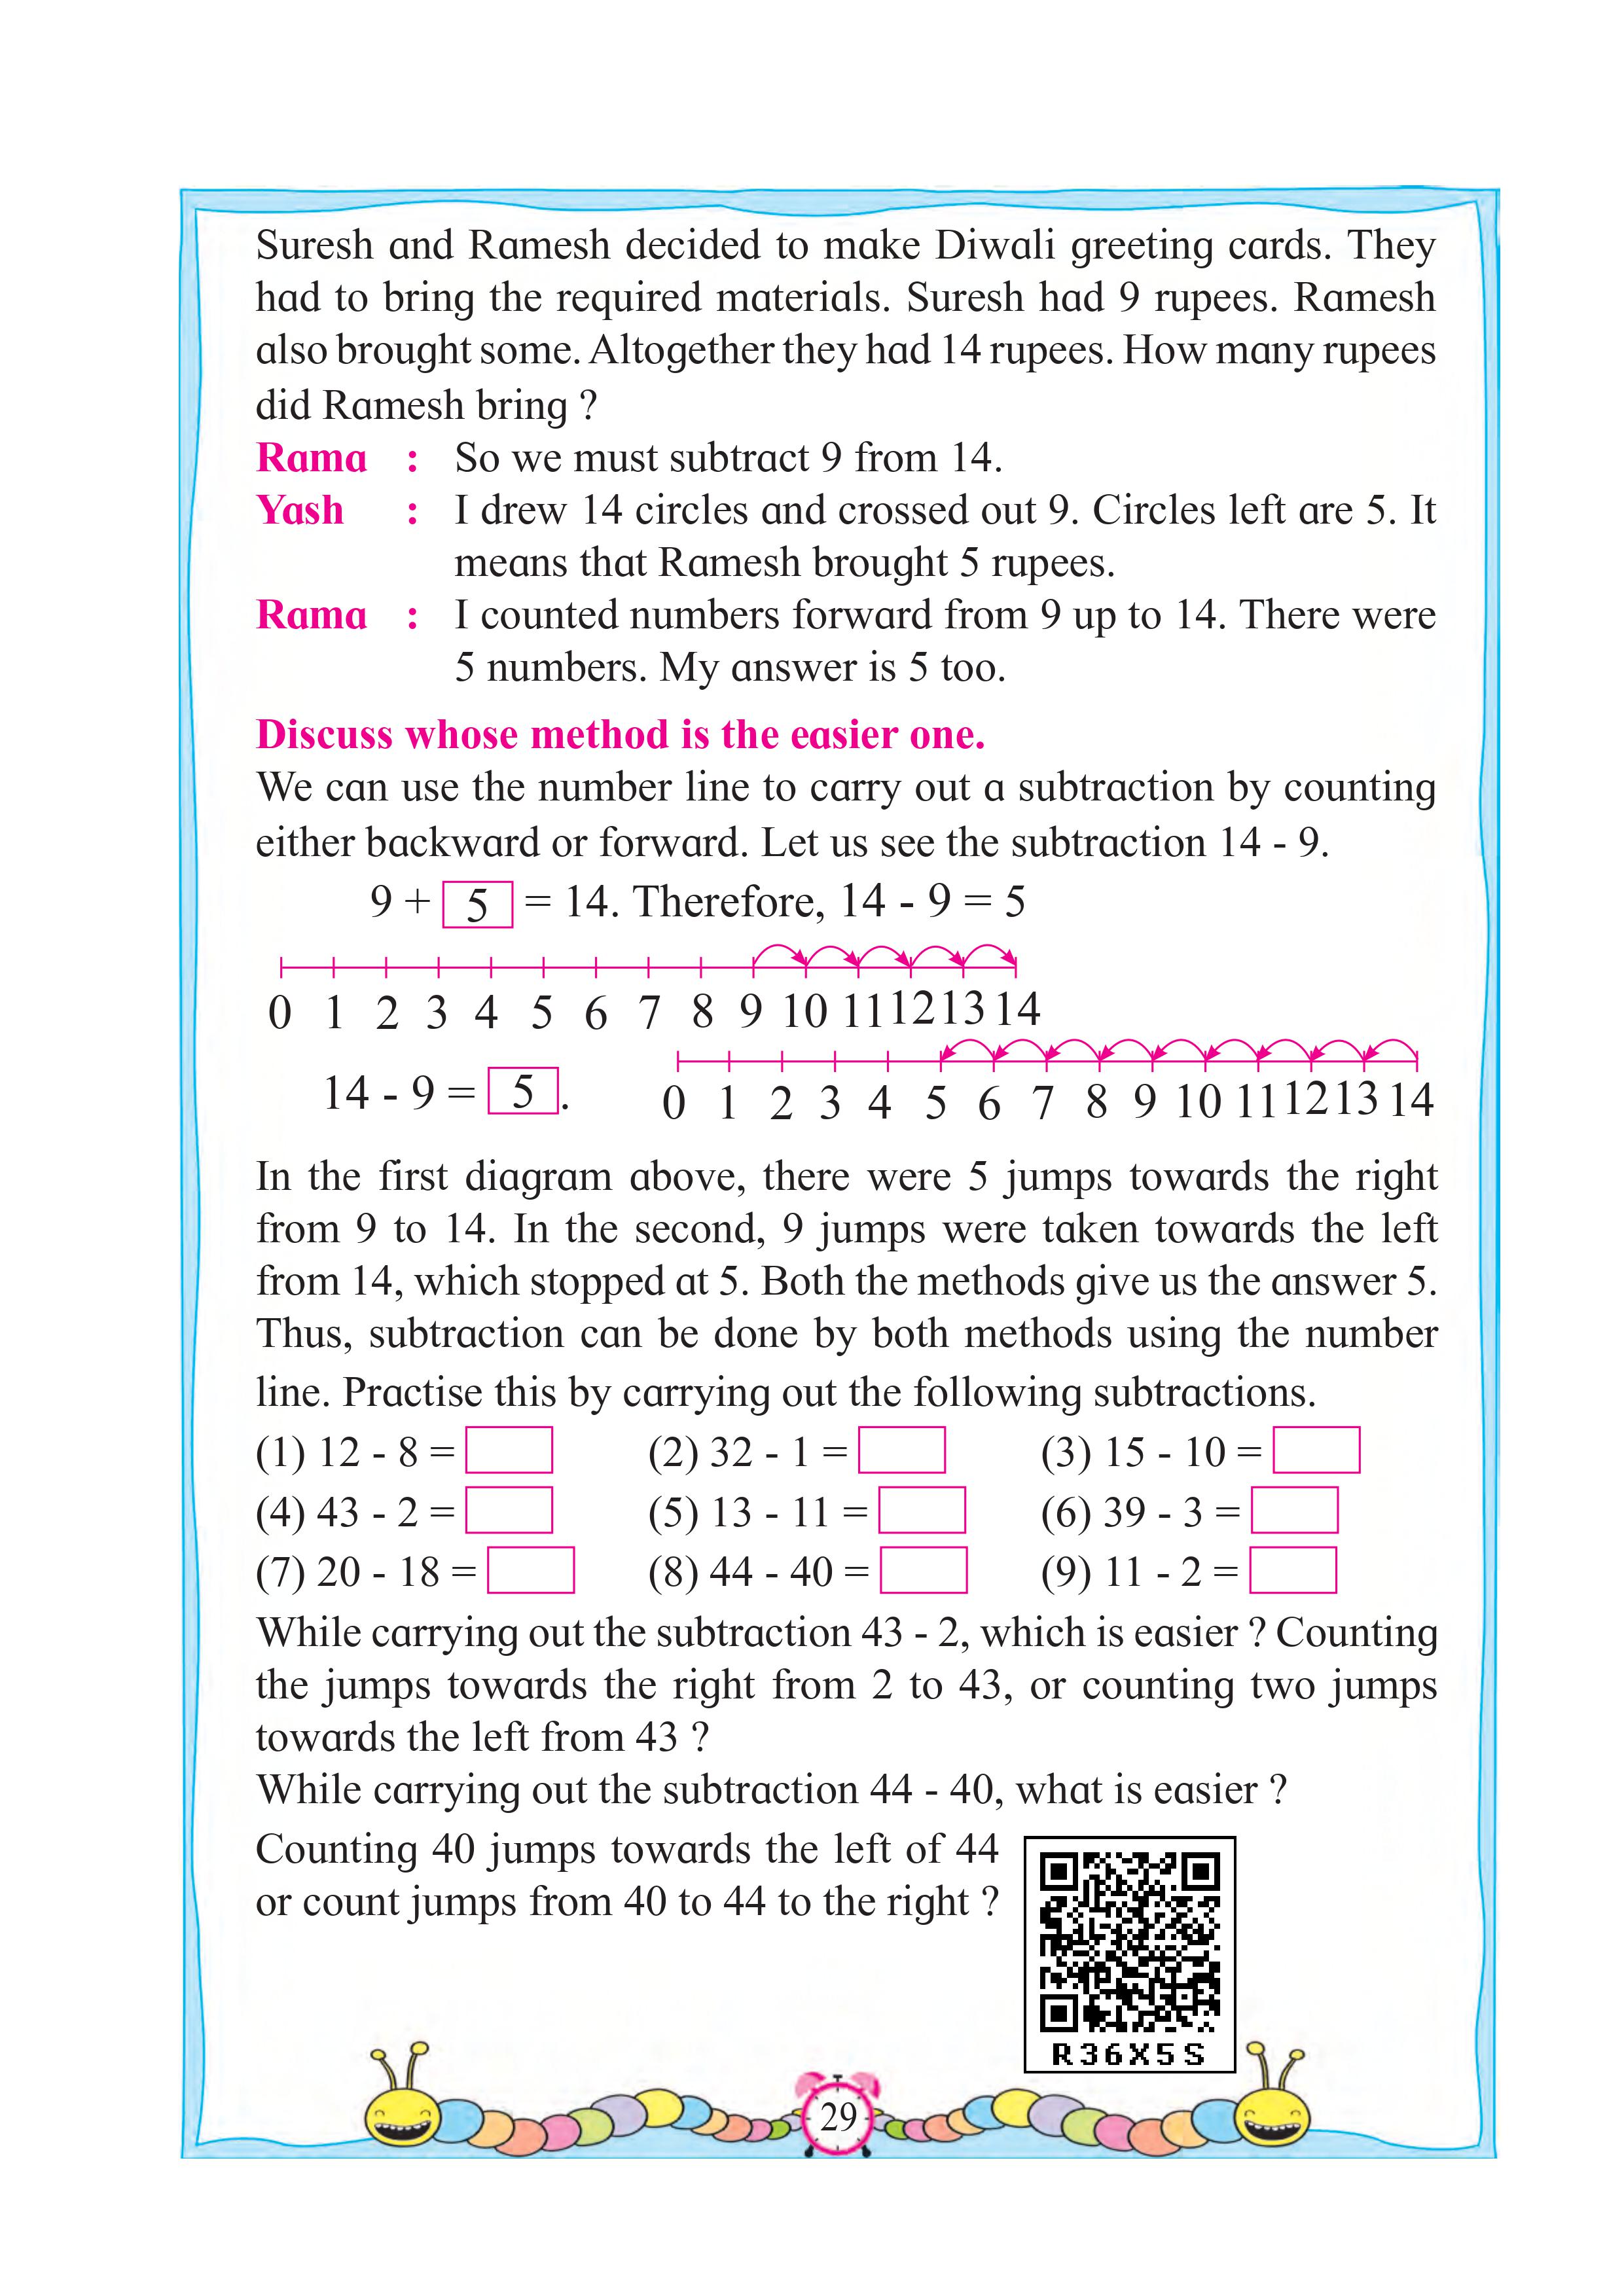 Suresh and Ramesh decided to make Diwali greeting cards. They
had to bring the required materials. Suresh had 9 rupees. Ramesh
also brought some. Altogether they had 14 rupees. How many rupees
did Ramesh bring ?
Rama : So we must subtract 9 from 14.
Yash : I drew 14 circles and crossed out 9. Circles left are 5. It
means that Ramesh brought 5 rupees.
Rama : I counted numbers forward from 9 up to 14. There were
5 numbers. My answer is 5 too.
Discuss whose method is the easier one.
We can use the number line to carry out a subtraction by counting
either backward or forward. Let us see the subtraction 14 - 9.
9 + 5 = 14. Therefore, 14 - 9 = 5
0 1 2 3 4 5 6 7 8 9 10 11 12 13 14
14 - 9 = 5 .
0 1 2 3 4 5 6 7 8 9 10 11 12 13 14
In the first diagram above, there were 5 jumps towards the right
from 9 to 14. In the second, 9 jumps were taken towards the left
from 14, which stopped at 5. Both the methods give us the answer 5.
Thus, subtraction can be done by both methods using the number
line. Practise this by carrying out the following subtractions.
(1) 12 - 8 = (2) 32 - 1 = (3) 15 - 10 =
(4) 43 - 2 = (5) 13 - 11 = (6) 39 - 3 =
(7) 20 - 18 = (8) 44 - 40 = (9) 11 - 2 =
While carrying out the subtraction 43 - 2, which is easier ? Counting
the jumps towards the right from 2 to 43, or counting two jumps
towards the left from 43 ?
While carrying out the subtraction 44 - 40, what is easier ?
Counting 40 jumps towards the left of 44
or count jumps from 40 to 44 to the right ?
R36X5S
29